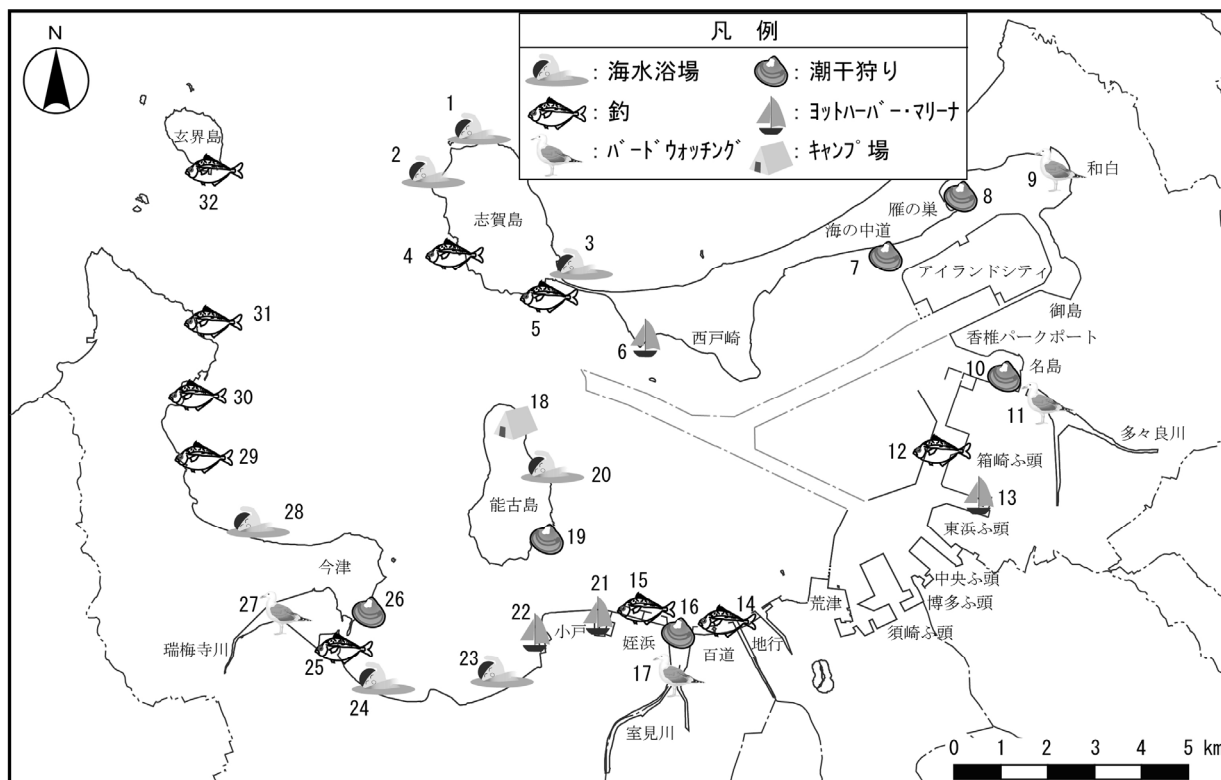 N
凡 例
: 海水浴場
: 潮干狩り
: 釣
: ﾖｯﾄﾊｰﾊﾞｰ・ﾏﾘｰﾅ
: ﾊﾞｰﾄﾞｳｫｯﾁﾝｸﾞ
: ｷｬﾝﾌﾟ場
1
玄界島
2
32
和白
9
8
雁の巣
志賀島
海の中道
3
4
7
アイランドシティ
5
31
御島
西戸崎
6
香椎パークポート
10
名島
30
18
11
多々良川
29
12
箱崎ふ頭
20
能古島
13
28
19
東浜ふ頭
今津
中央ふ頭
21
15
26
27
荒津
博多ふ頭
16
14
22
小戸
須崎ふ頭
姪浜
百道
地行
瑞梅寺川
25
23
17
24
室見川
0 1 2 3 4 5 km